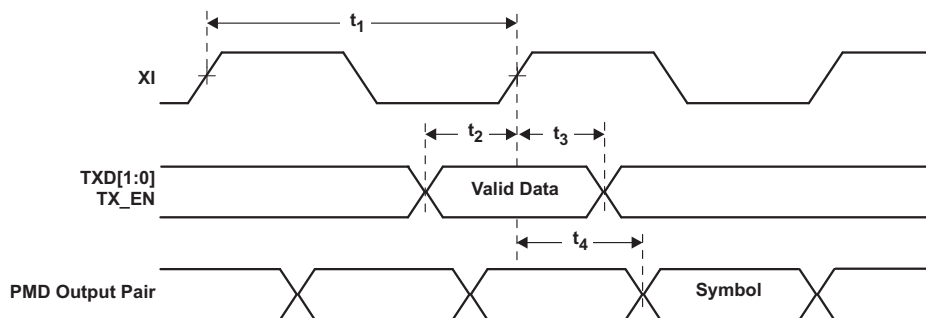 t1
XI
t2
t3
TXD[1:0]
TX_EN
Valid Data
t4
PMD Output Pair
Symbol